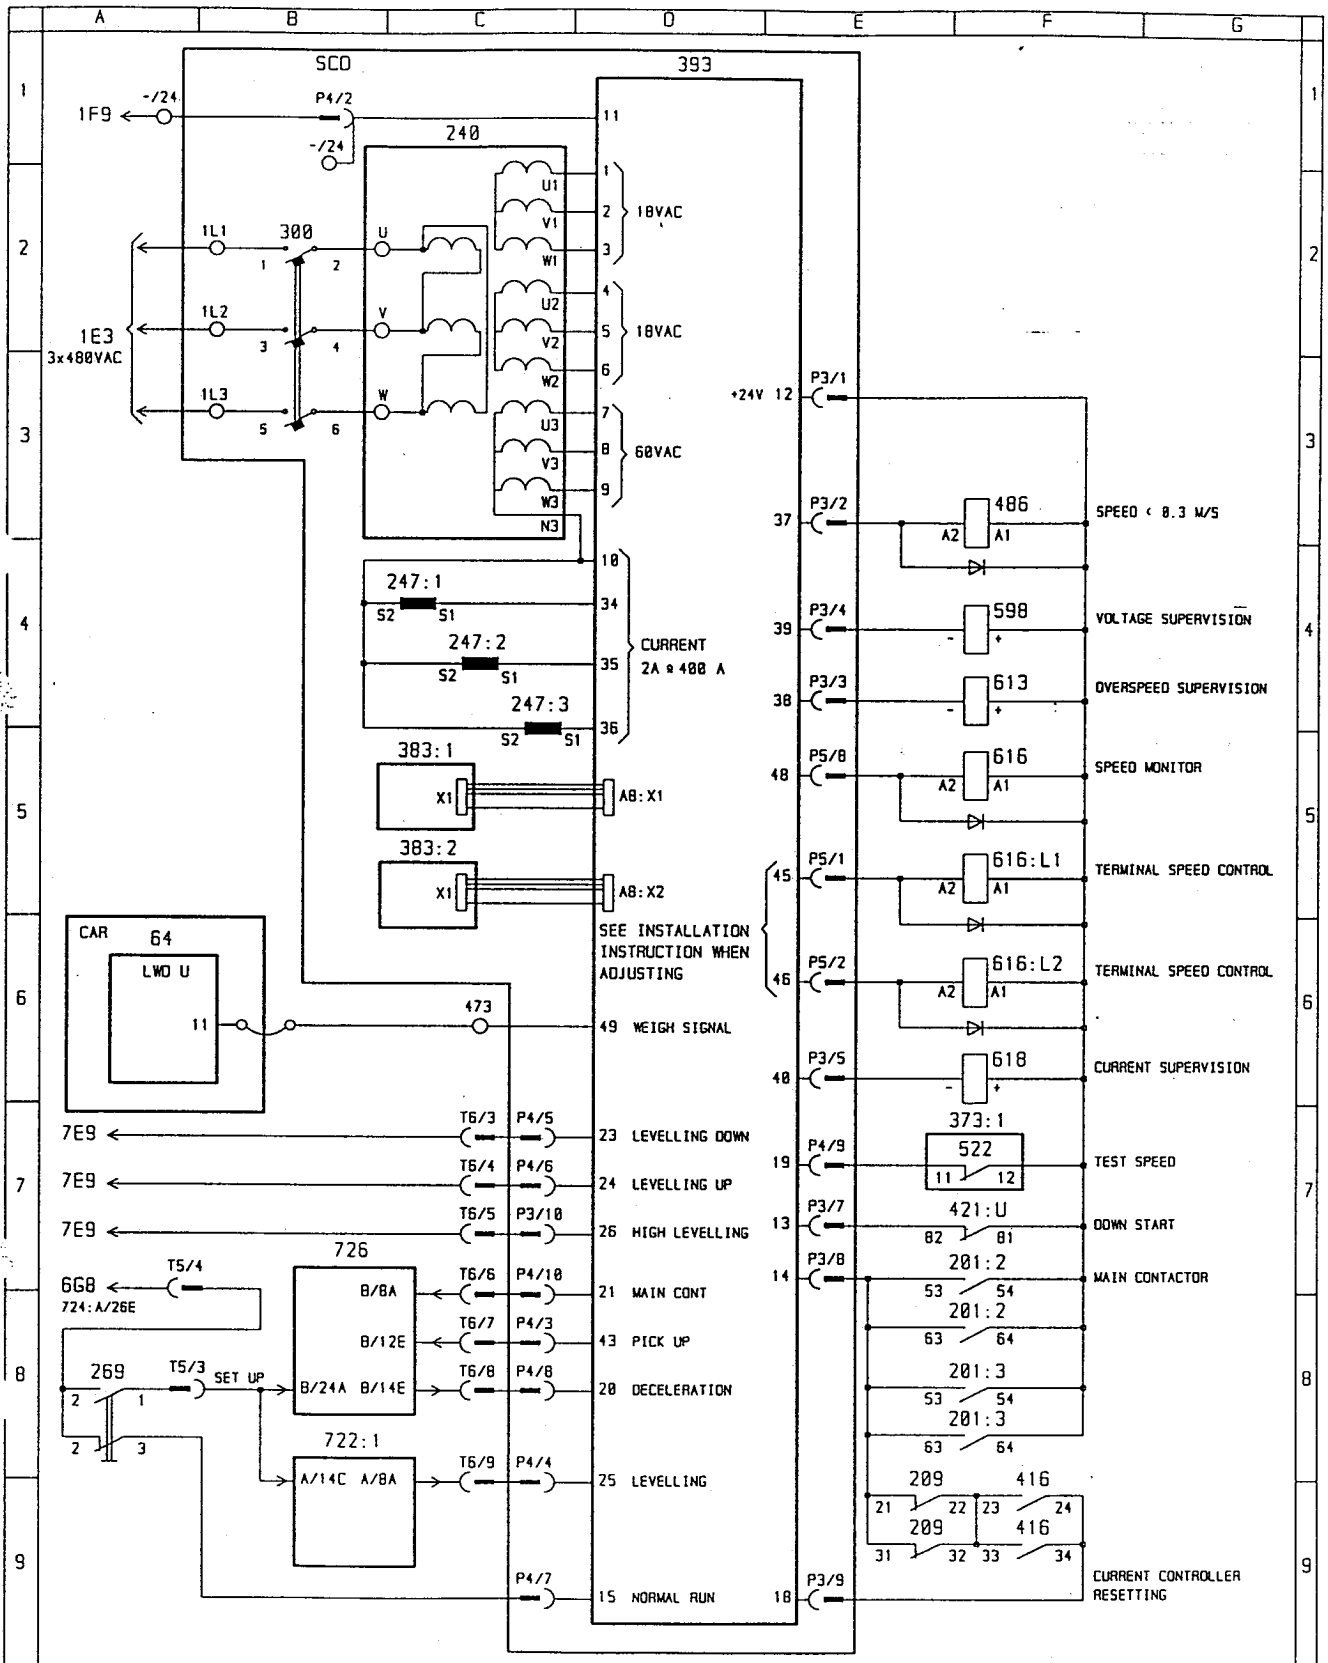 A B C D E F G
1 1
SCD 393
-/24
1F9
P4/2
11
240
-/24
1
U1
2 18VAC
V1
3
W1
2 2
1L1 300 U
1 2
4
U2
1L2 V
5 18VAC
V2
3 4
6
W2
1E3
3x480VAC
1L3 W
5 6
7
U3
8 60VAC
V3
9
W3
N3
3 3
+24V 12 P3/1
37 P3/2
486
A2 A1
SPEED < 0.3 M/S
10
4 4
247:1
S2 S1
34
247:2
S2 S1
35
CURRENT
2A 400 A
247:3
S2 S1
36
39 P3/4
598
- +
VOLTAGE SUPERVISION
38 P3/3
613
- +
OVERSPEED SUPERVISION
5 5
383:1
X1
A8:X1
48 P5/8
616
A2 A1
SPEED MONITOR
383:2
X1
A8:X2
45 P5/1
616:L1
A2 A1
TERMINAL SPEED CONTROL
SEE INSTALLATION
INSTRUCTION WHEN
ADJUSTING
46 P5/2
616:L2
A2 A1
TERMINAL SPEED CONTROL
6 6
CAR
64
LWD U
11
473
49 WEIGH SIGNAL
40 P3/5
618
- +
CURRENT SUPERVISION
7 7
7E9 T6/3 P4/5
23 LEVELLING DOWN
7E9 T6/4 P4/6
24 LEVELLING UP
7E9 T6/5 P3/10
26 HIGH LEVELLING
19 P4/9
373:1
522
11 12
TEST SPEED
13 P3/7
421:U
82 81
DOWN START
14 P3/8
201:2
53 54
MAIN CONTACTOR
201:2
63 64
201:3
53 54
201:3
63 64
8 8
6G8
724:A/26E
T5/4
726
B/8A
T6/6 P4/10
21 MAIN CONT
B/12E
T6/7 P4/3
43 PICK UP
269
2 1
T5/3 SET UP
B/24A B/14E
T6/8 P4/8
20 DECELERATION
2 3
722:1
A/14C A/8A
T6/9 P4/4
25 LEVELLING
9 9
209 416
21 22 23 24
209 416
31 32 33 34
P4/7
15 NORMAL RUN
18 P3/9
CURRENT CONTROLLER
RESETTING